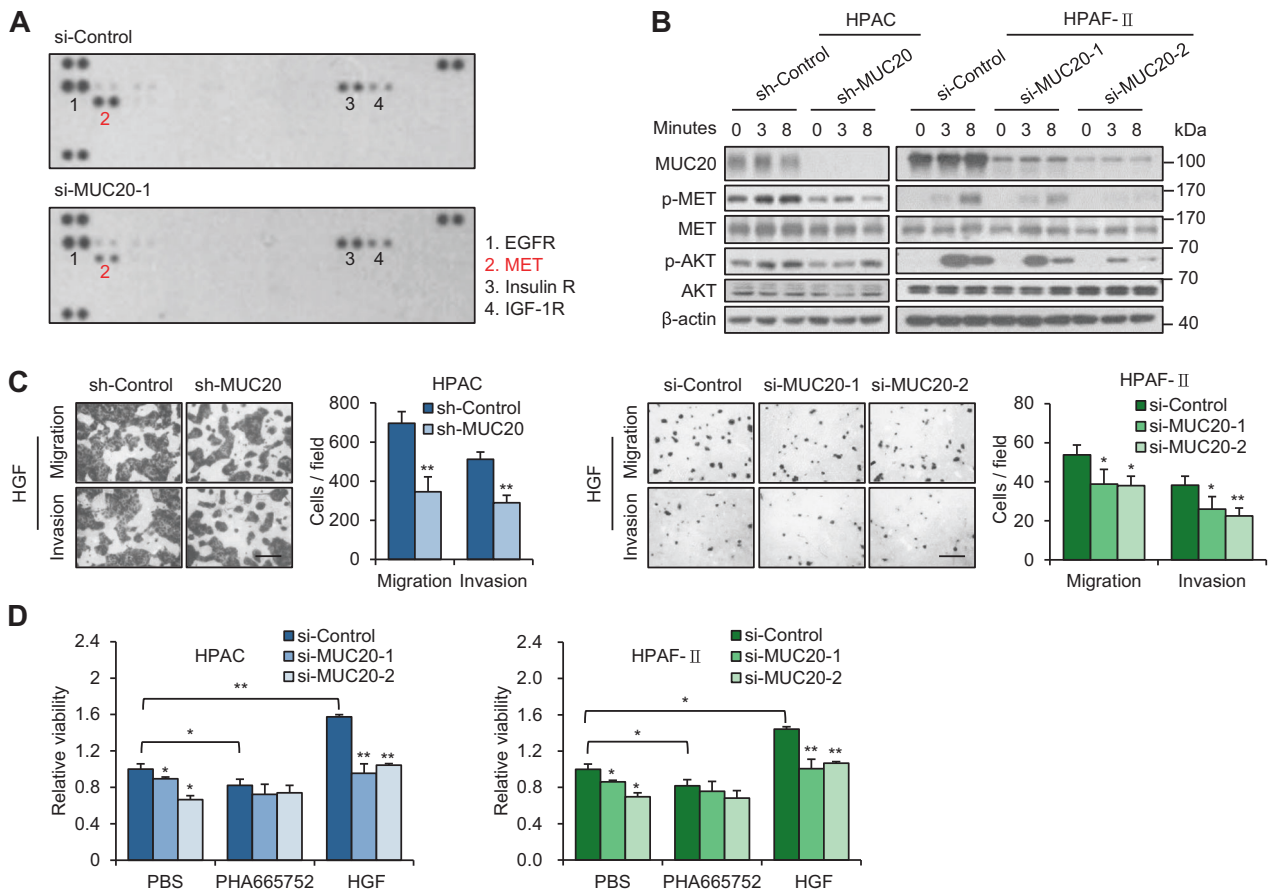 A
si-Control
1
2
3
4
si-MUC20-1
1
2
3
4
1. EGFR
2. MET
3. Insulin R
4. IGF-1R
B
HPAC
HPAF-Ⅱ
sh-Control
sh-MUC20
si-Control
si-MUC20-1
si-MUC20-2
Minutes 0 3 8 0 3 8 0 3 8 0 3 8 0 3 8 kDa
MUC20
100
p-MET
170
MET
170
p-AKT
70
AKT
70
β-actin
40
C
sh-Control sh-MUC20
HGF
Migration
Invasion
HPAC
sh-Control
sh-MUC20
Cells / field
800
600
400
200
0
**
**
Migration Invasion
si-Control si-MUC20-1 si-MUC20-2
HGF
Migration
Invasion
HPAF-Ⅱ
si-Control
si-MUC20-1
si-MUC20-2
Cells / field
80
60
40
20
0
* *
* **
Migration Invasion
D
HPAC
si-Control
si-MUC20-1
si-MUC20-2
Relative viability
2.4
2.0
1.6
1.2
0.8
0.4
0
**
*
* *
** **
PBS PHA665752 HGF
HPAF-Ⅱ
si-Control
si-MUC20-1
si-MUC20-2
Relative viability
2.4
2.0
1.6
1.2
0.8
0.4
0.0
*
*
* *
** **
PBS PHA665752 HGF